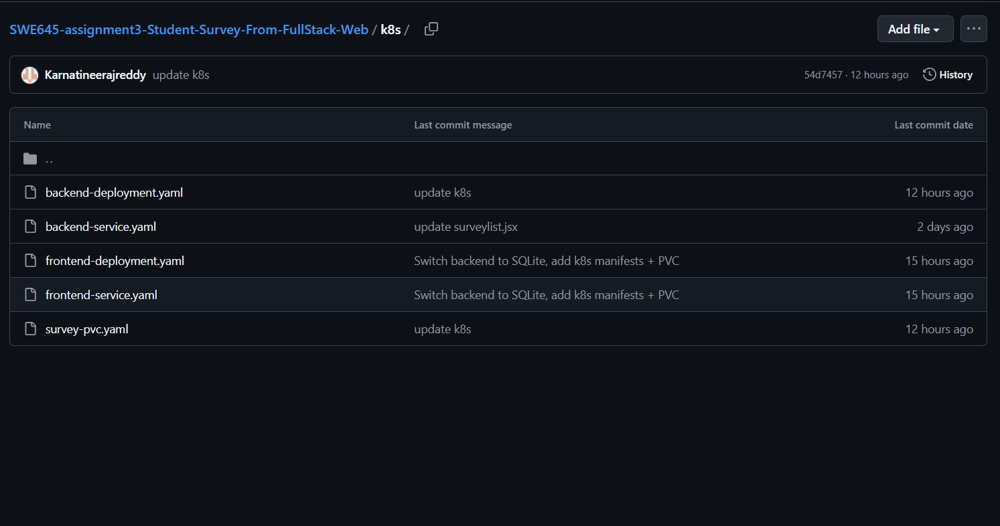 SWE645-assignment3-Student-Survey-From-FullStack-Web / k8s /
Add file
Karnatineerajreddy update k8s
54d7457 · 12 hours ago
History
Name Last commit message Last commit date
..
backend-deployment.yaml update k8s 12 hours ago
backend-service.yaml update surveylist.jsx 2 days ago
frontend-deployment.yaml Switch backend to SQLite, add k8s manifests + PVC 15 hours ago
frontend-service.yaml Switch backend to SQLite, add k8s manifests + PVC 15 hours ago
survey-pvc.yaml update k8s 12 hours ago